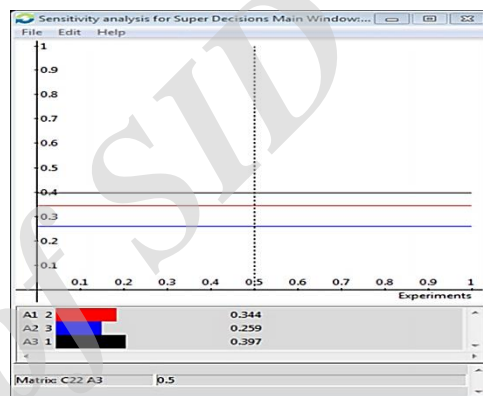 Sensitivity analysis for Super Decisions Main Window:...
File Edit Help
1
0.9
0.8
0.7
0.6
0.5
0.4
0.3
0.2
0.1
0.1 0.2 0.3 0.4 0.5 0.6 0.7 0.8 0.9 1
Experiments
A1 2 0.344
A2 3 0.259
A3 1 0.397
Matrix: C22 A3 0.5
of SID